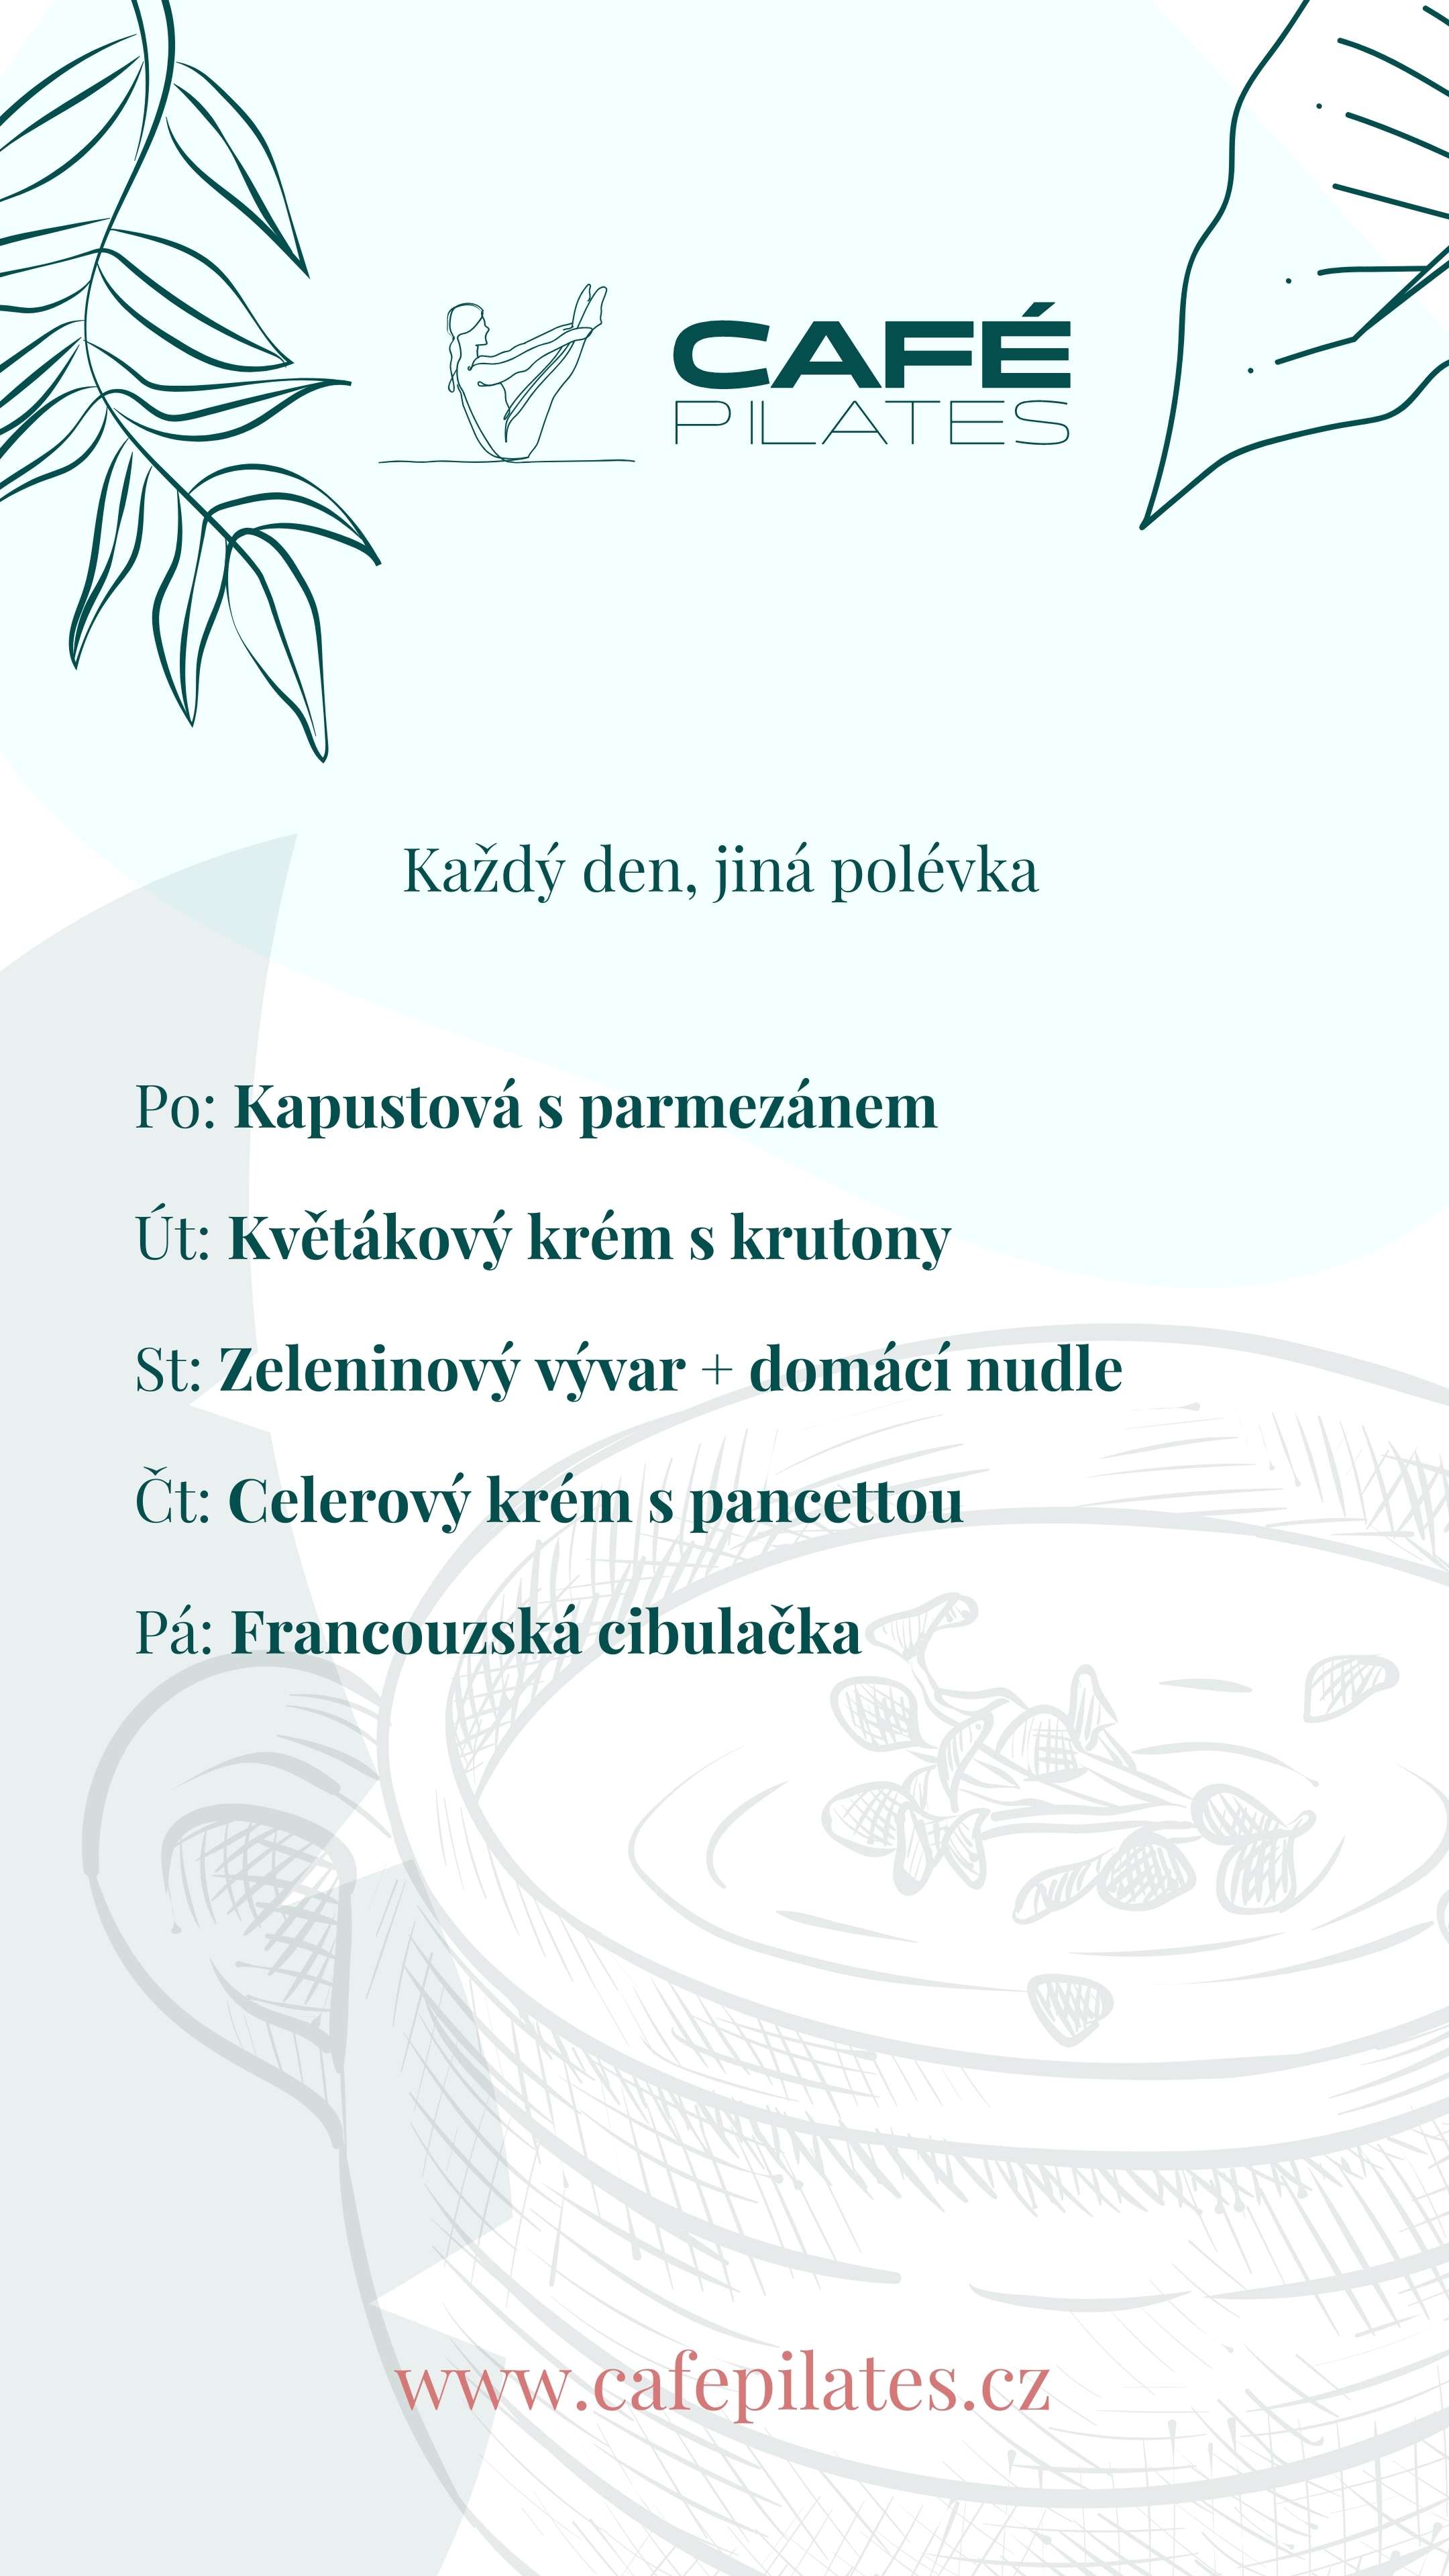 CAFÉ
PILATES
Každý den, jiná polévka
Po: Kapustová s parmezánem
Út: Květákový krém s krutony
St: Zeleninový vývar + domácí nudle
Čt: Celerový krém s pancettou
Pá: Francouzská cibulačka
www.cafepilates.cz